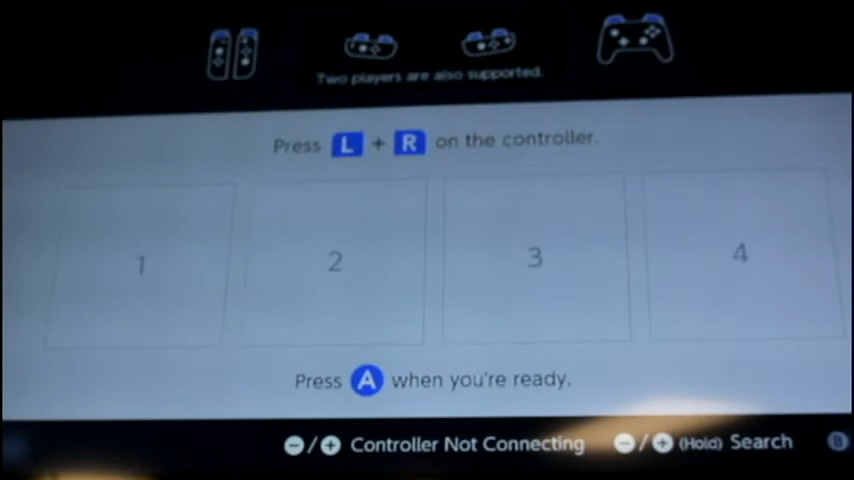 Two players are also supported.
Press L + R on the controller.
1 2 3 4
Press A when you're ready.
−/+ Controller Not Connecting −/+ (Hold) Search B